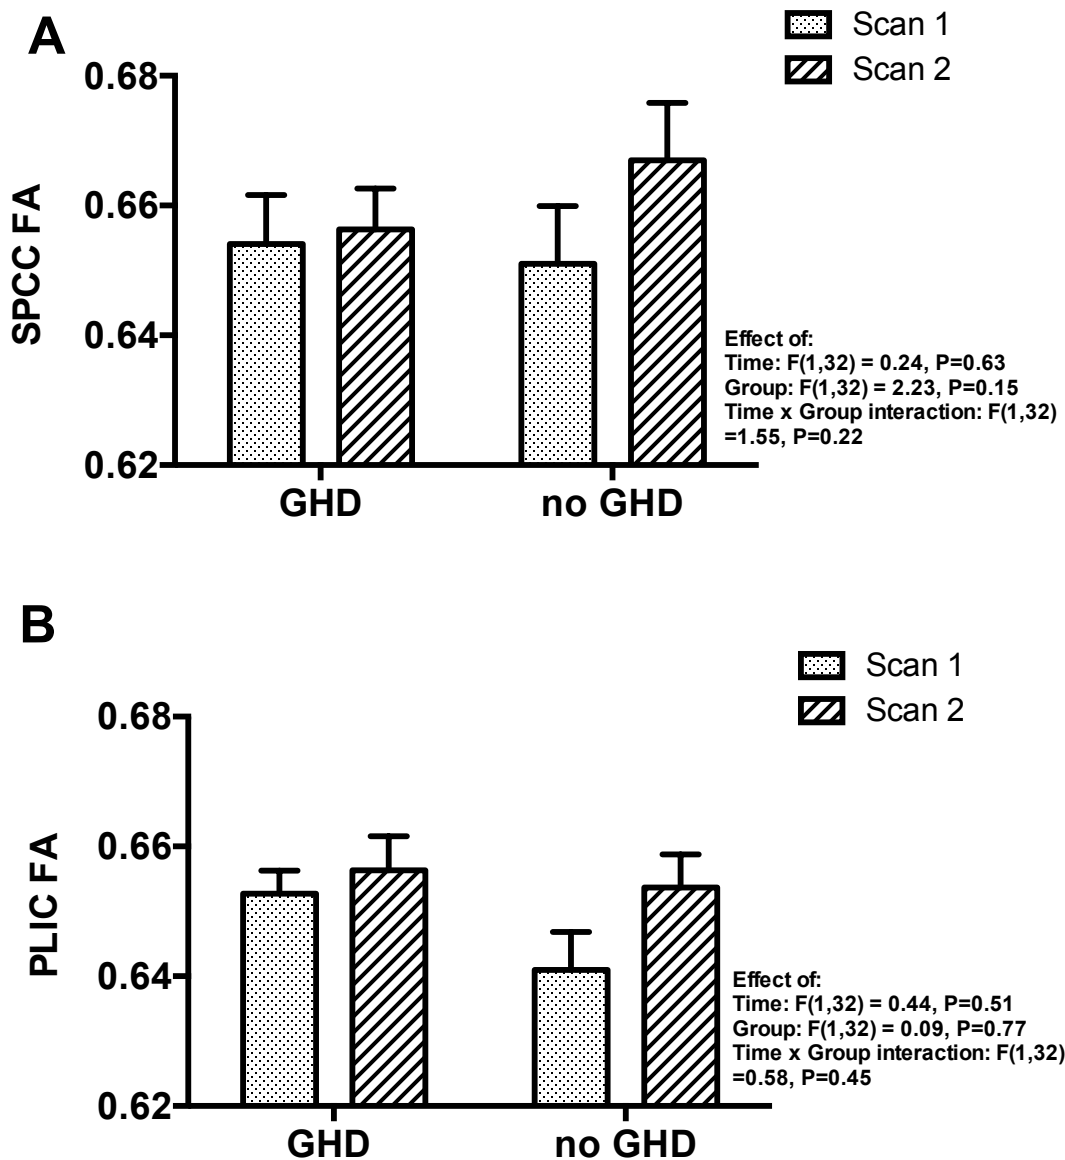 A
Scan 1
Scan 2
0.68
0.66
0.64
0.62
SPCC FA
GHD
no GHD
Effect of:
Time: F(1,32) = 0.24, P=0.63
Group: F(1,32) = 2.23, P=0.15
Time x Group interaction: F(1,32)
=1.55, P=0.22
B
Scan 1
Scan 2
0.68
0.66
0.64
0.62
PLIC FA
GHD
no GHD
Effect of:
Time: F(1,32) = 0.44, P=0.51
Group: F(1,32) = 0.09, P=0.77
Time x Group interaction: F(1,32)
=0.58, P=0.45